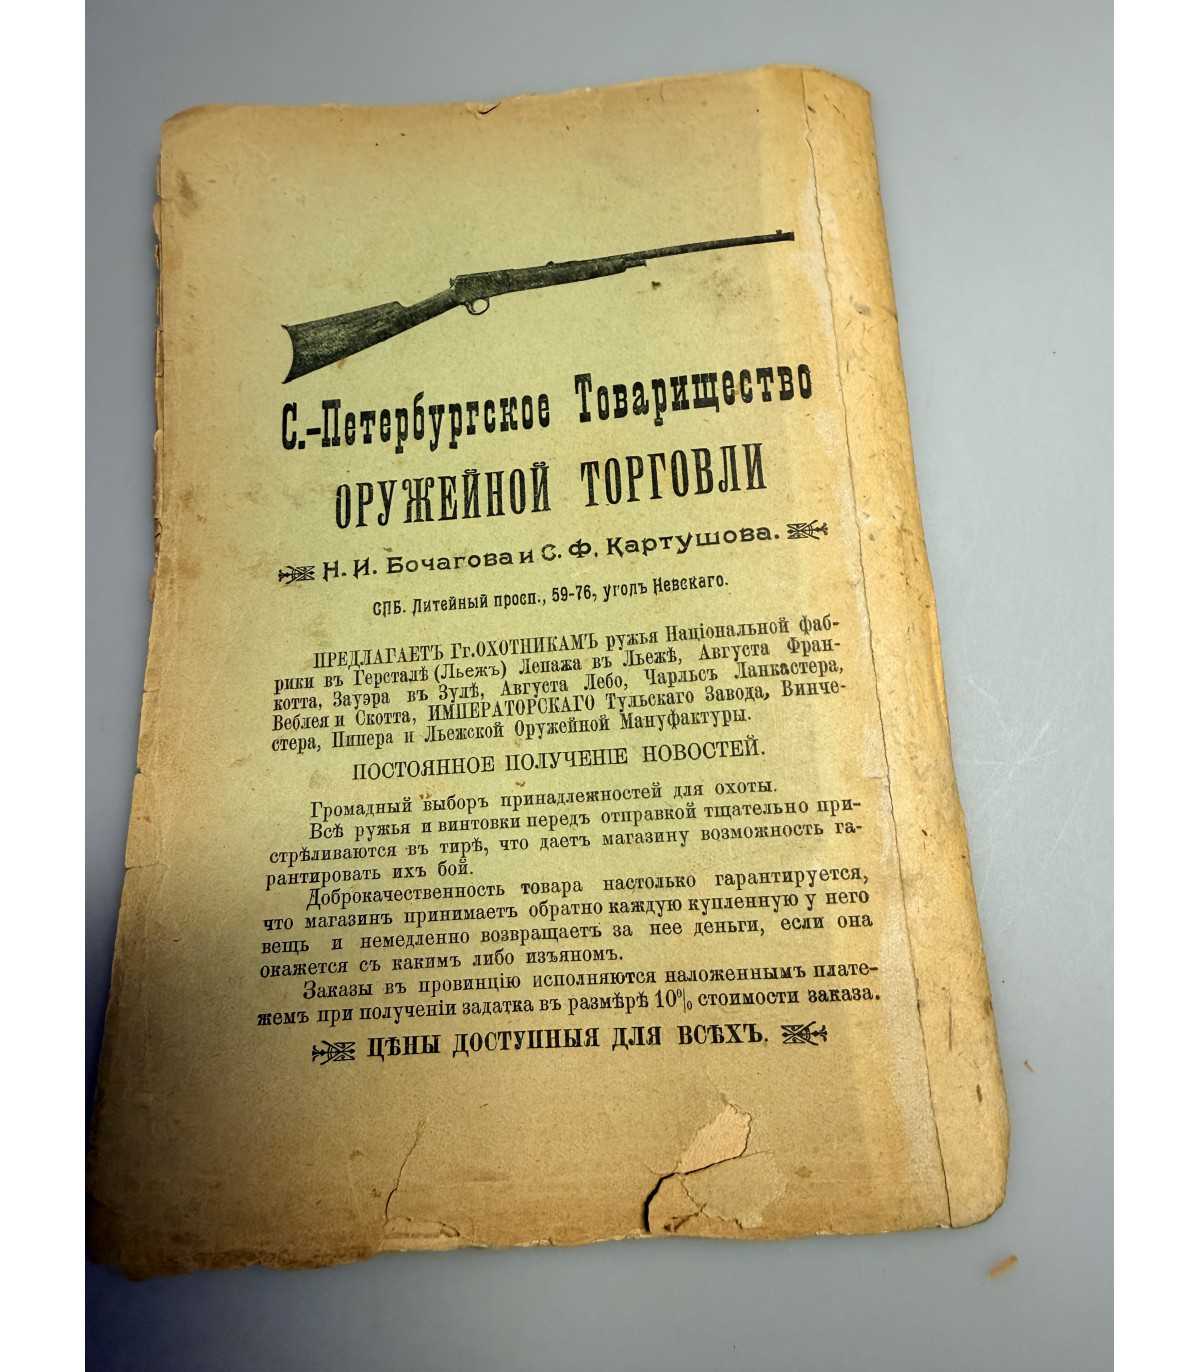 С.-Петербургское Товарищество
ОРУЖЕЙНОЙ ТОРГОВЛИ
Н. И. Бочагова и С. Ф. Картушова.
СПБ. Литейный просп., 59-76, уголъ Невскаго.
ПРЕДЛАГАЕТЪ Гг. ОХОТНИКАМЪ ружья Націоналъной фаб-
рики въ Герсталѣ (Льежъ) Лепажа въ Льежѣ, Августа Фран-
котта, Зауэра въ Зулѣ, Августа Лебо, Чарльсъ Ланкастера,
Веблея и Скотта, ИМПЕРАТОРСКАГО Тульскаго Завода, Винче-
стера, Пипера и Льежской Оружейной Мануфактуры.
ПОСТОЯННОЕ ПОЛУЧЕНІЕ НОВОСТЕЙ.
Громадный выборъ принадлежностей для охоты.
Всѣ ружья и винтовки передъ отправкой тщательно при-
стрѣливаются въ тирѣ, что даетъ магазину возможность га-
рантировать ихъ бой.
Доброкачественность товара настолько гарантируется,
что магазинъ принимаетъ обратно каждую купленную у него
вещь и немедленно возвращаетъ за нее деньги, если она
окажется съ какимъ либо изъяномъ.
Заказы въ провинцію исполняются наложеннымъ плате-
жемъ при полученіи задатка въ размѣрѣ 10% стоимости заказа.
ЦѢНЫ ДОСТУПНЫЯ ДЛЯ ВСѢХЪ.